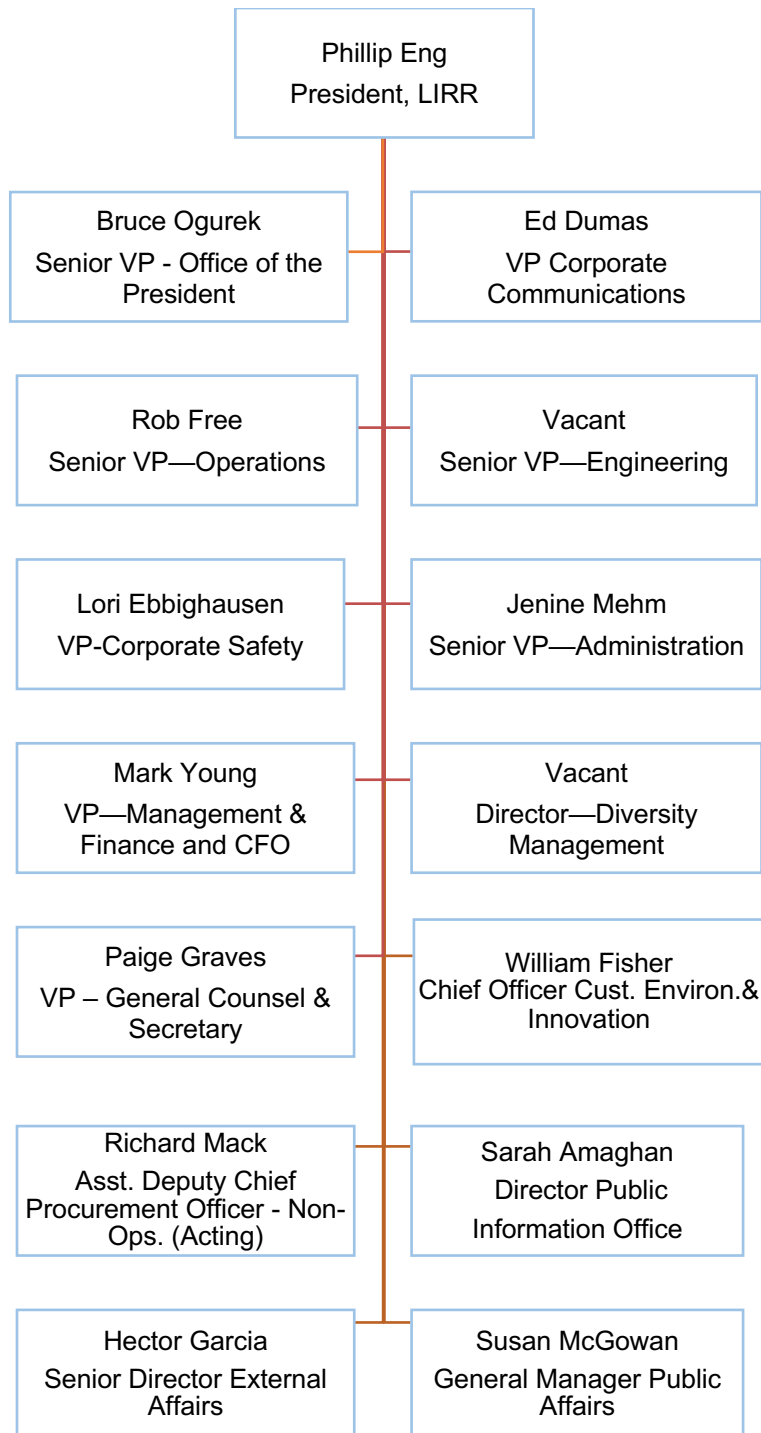 Phillip Eng
President, LIRR
Bruce Ogurek
Senior VP - Office of the
President
Ed Dumas
VP Corporate
Communications
Rob Free
Senior VP—Operations
Vacant
Senior VP—Engineering
Lori Ebbighausen
VP-Corporate Safety
Jenine Mehm
Senior VP—Administration
Mark Young
VP—Management &
Finance and CFO
Vacant
Director—Diversity
Management
Paige Graves
VP – General Counsel &
Secretary
William Fisher
Chief Officer Cust. Environ.&
Innovation
Richard Mack
Asst. Deputy Chief
Procurement Officer - Non-
Ops. (Acting)
Sarah Amaghan
Director Public
Information Office
Hector Garcia
Senior Director External
Affairs
Susan McGowan
General Manager Public
Affairs